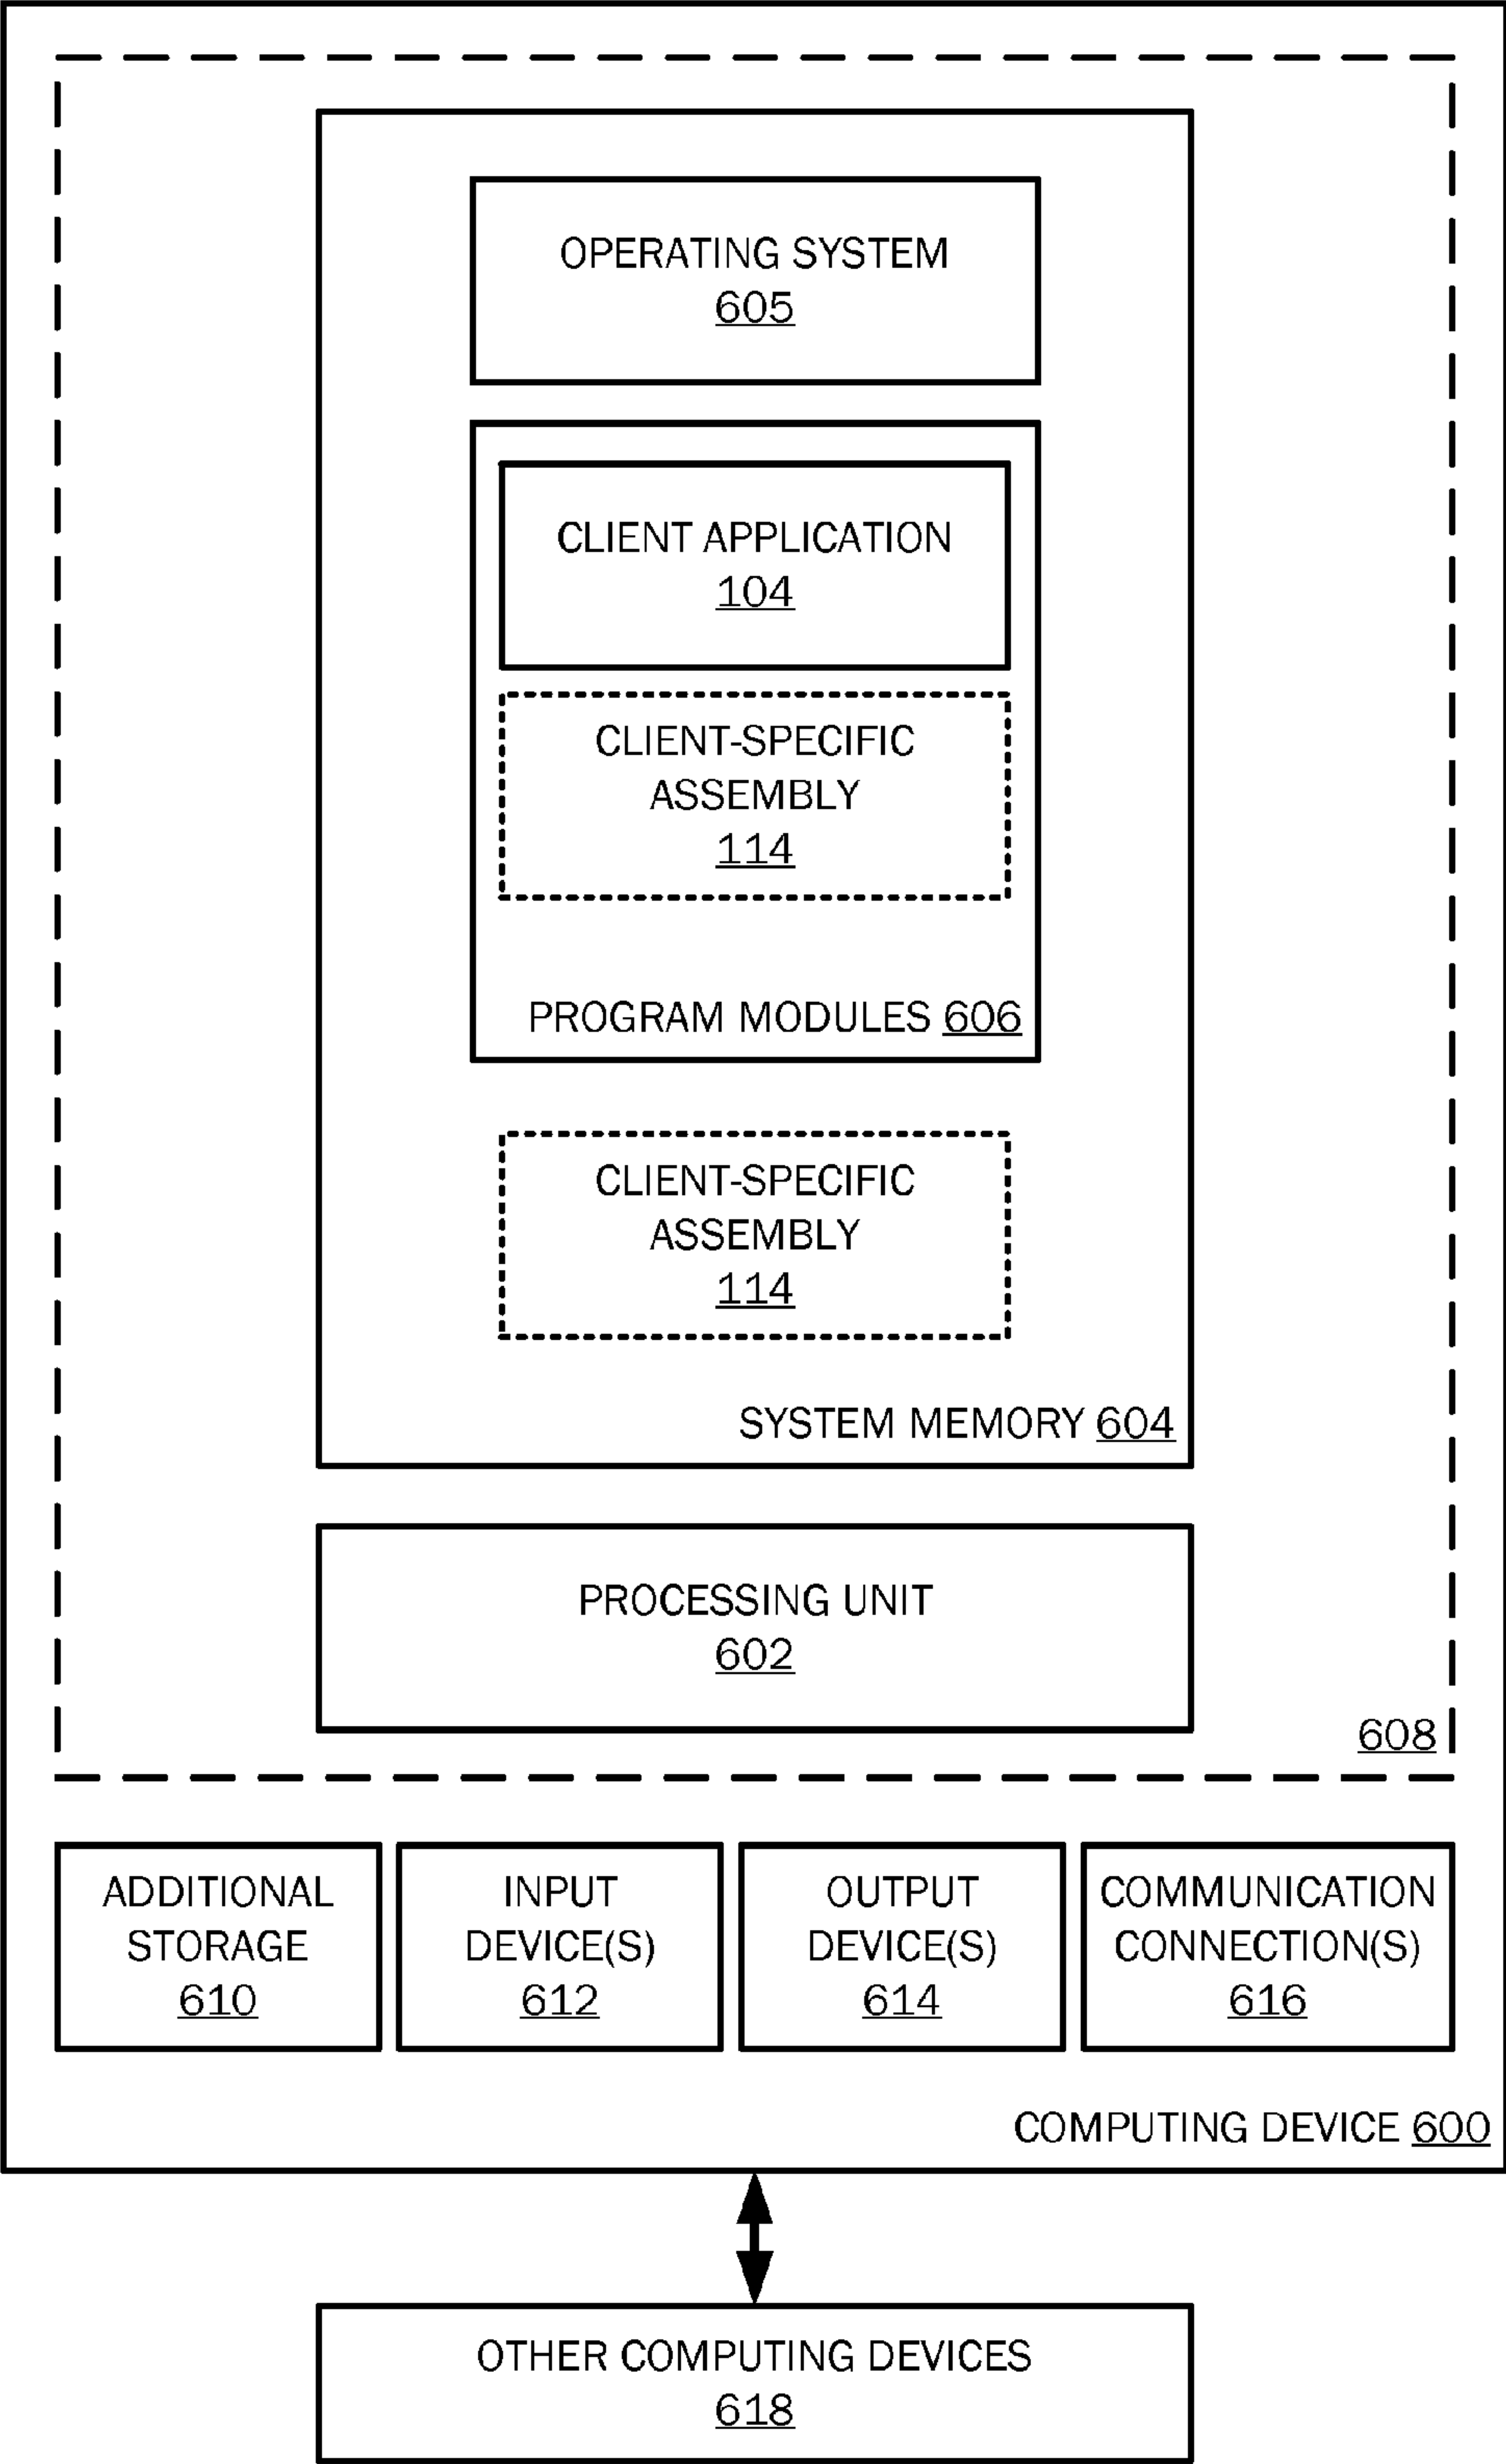 OPERATING SYSTEM
605
CLIENT APPLICATION
104
CLIENT-SPECIFIC
ASSEMBLY
114
PROGRAM MODULES 606
CLIENT-SPECIFIC
ASSEMBLY
114
SYSTEM MEMORY 604
PROCESSING UNIT
602
608
ADDITIONAL
STORAGE
610
INPUT
DEVICE(S)
612
OUTPUT
DEVICE(S)
614
COMMUNICATION
CONNECTION(S)
616
COMPUTING DEVICE 600
OTHER COMPUTING DEVICES
618